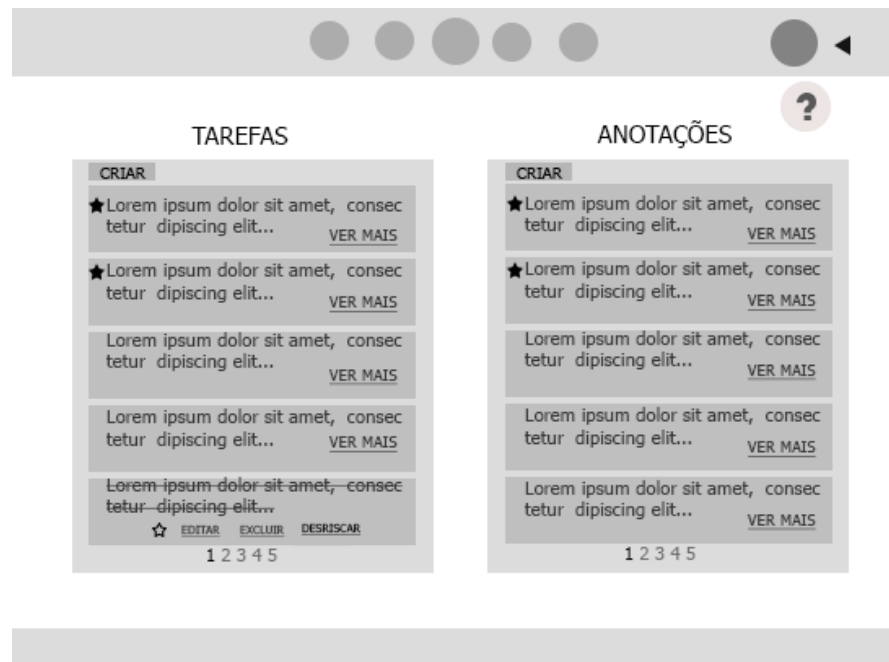 ?
TAREFAS
CRIAR
Lorem ipsum dolor sit amet, consec
tetur dipiscing elit...
VER MAIS
Lorem ipsum dolor sit amet, consec
tetur dipiscing elit...
VER MAIS
Lorem ipsum dolor sit amet, consec
tetur dipiscing elit...
VER MAIS
Lorem ipsum dolor sit amet, consec
tetur dipiscing elit...
VER MAIS
Lorem ipsum dolor sit amet, consec
tetur dipiscing elit...
EDITAR EXCLUIR DESRISCAR
1 2 3 4 5
ANOTAÇÕES
CRIAR
Lorem ipsum dolor sit amet, consec
tetur dipiscing elit...
VER MAIS
Lorem ipsum dolor sit amet, consec
tetur dipiscing elit...
VER MAIS
Lorem ipsum dolor sit amet, consec
tetur dipiscing elit...
VER MAIS
Lorem ipsum dolor sit amet, consec
tetur dipiscing elit...
VER MAIS
Lorem ipsum dolor sit amet, consec
tetur dipiscing elit...
VER MAIS
1 2 3 4 5